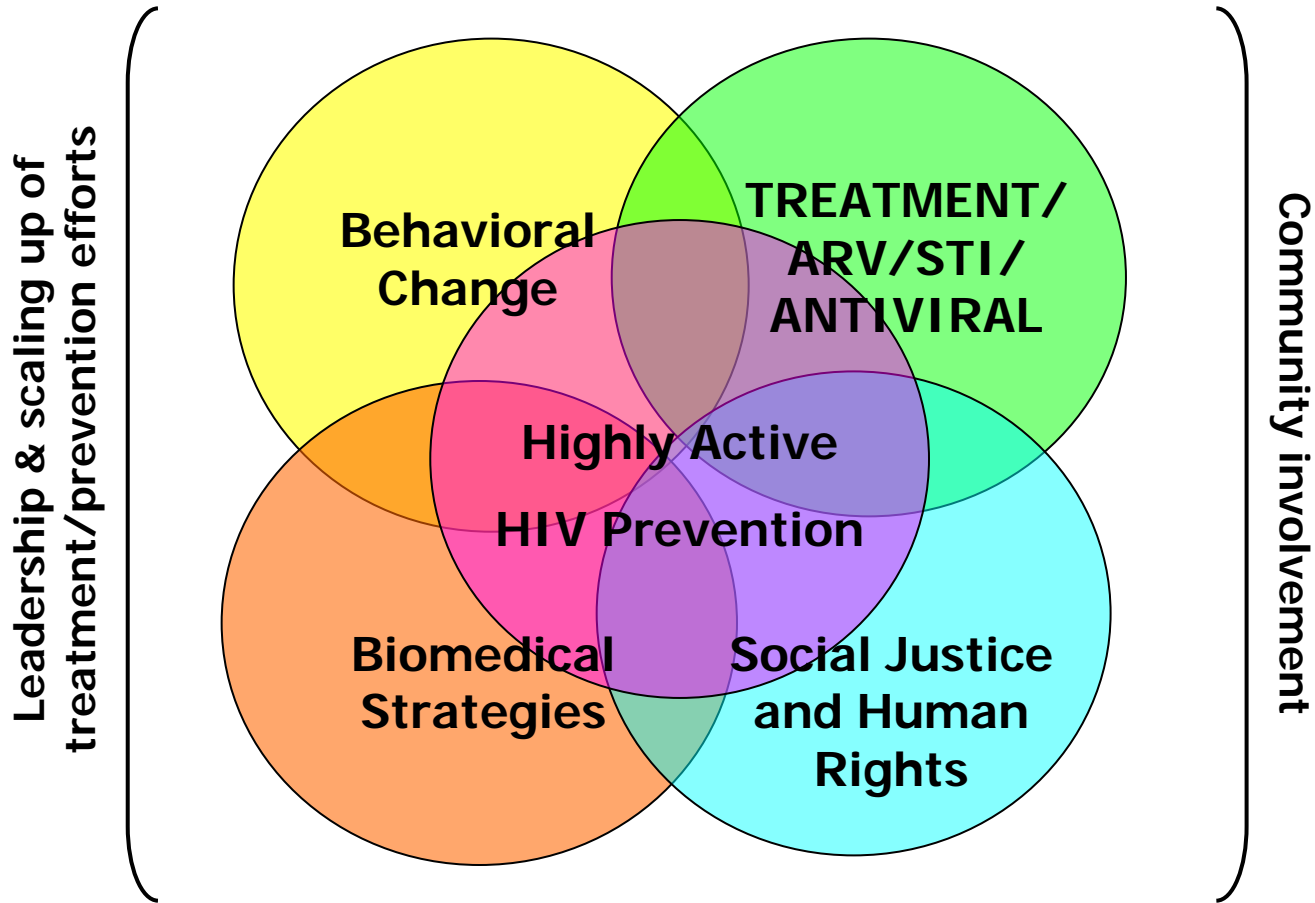 Leadership & scaling up of
treatment/prevention efforts
Behavioral
Change
TREATMENT/
ARV/STI/
ANTIVIRAL
Highly Active
HIV Prevention
Biomedical
Strategies
Social Justice
and Human
Rights
Community involvement